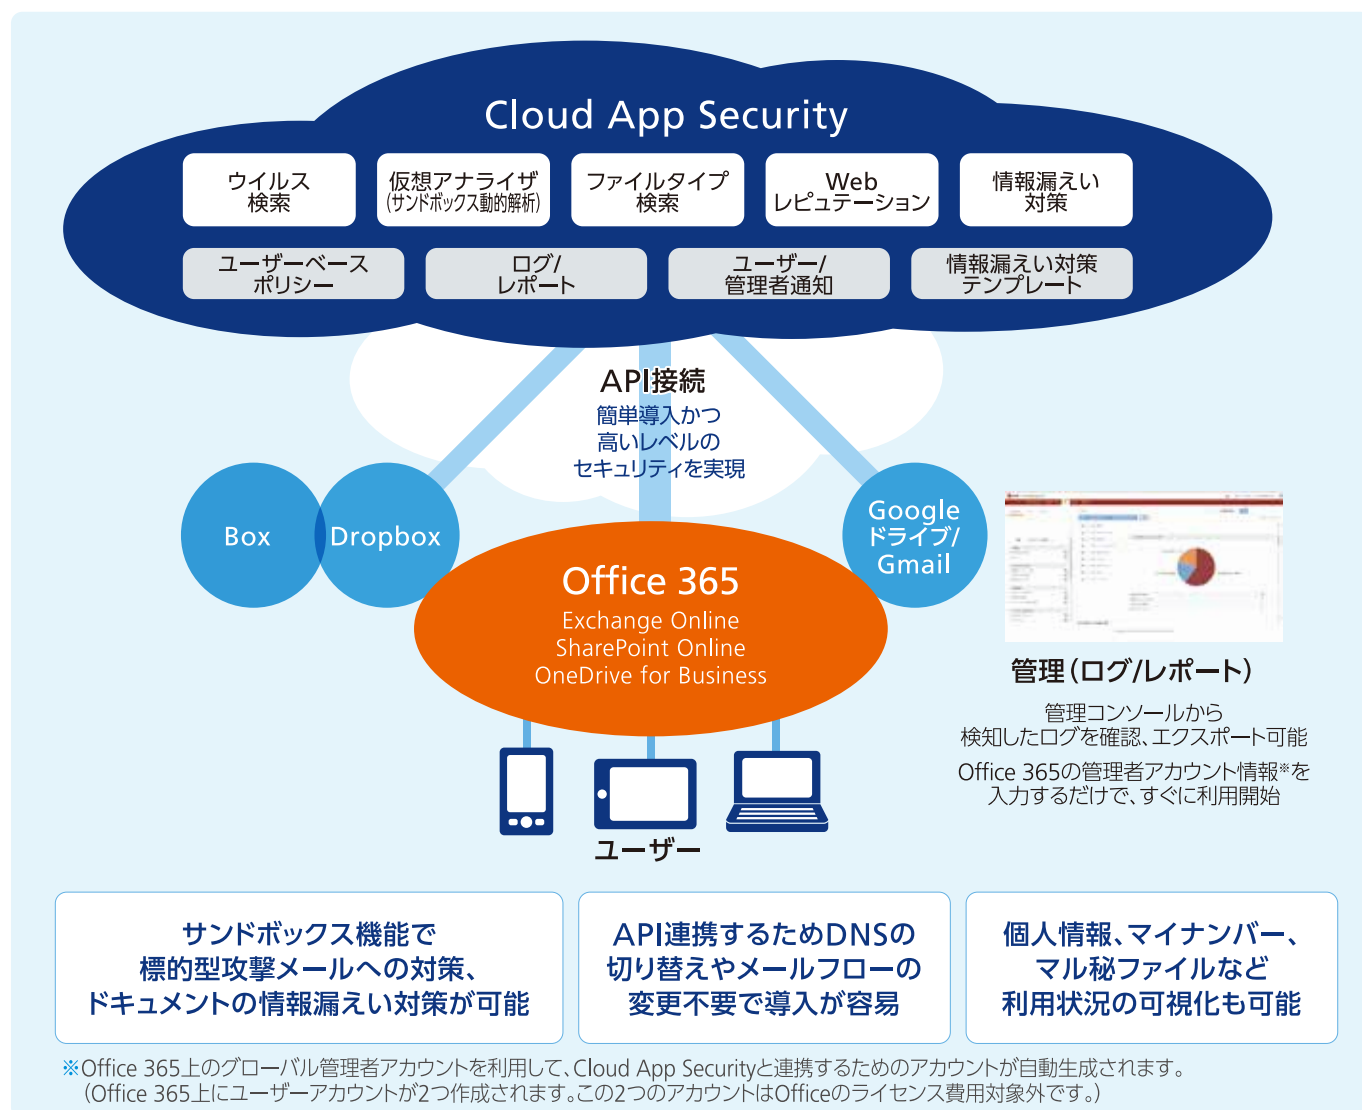 Cloud App Security
ウイルス
検索
仮想アナライザ
(サンドボックス動的解析)
ファイルタイプ
検索
Web
レピュテーション
情報漏えい
対策
ユーザーベース
ポリシー
ログ/
レポート
ユーザー/
管理者通知
情報漏えい対策
テンプレート
API接続
簡単導入かつ
高いレベルの
セキュリティを実現
Box
Dropbox
Google
ドライブ/
Gmail
Office 365
Exchange Online
SharePoint Online
OneDrive for Business
管理(ログ/レポート)
管理コンソールから
検知したログを確認、エクスポート可能
Office 365の管理者アカウント情報※を
入力するだけで、すぐに利用開始
ユーザー
サンドボックス機能で
標的型攻撃メールへの対策、
ドキュメントの情報漏えい対策が可能
API連携するためDNSの
切り替えやメールフローの
変更不要で導入が容易
個人情報、マイナンバー、
マル秘ファイルなど
利用状況の可視化も可能
※Office 365上のグローバル管理者アカウントを利用して、Cloud App Securityと連携するためのアカウントが自動生成されます。
(Office 365上にユーザーアカウントが2つ作成されます。この2つのアカウントはOfficeのライセンス費用対象外です。)